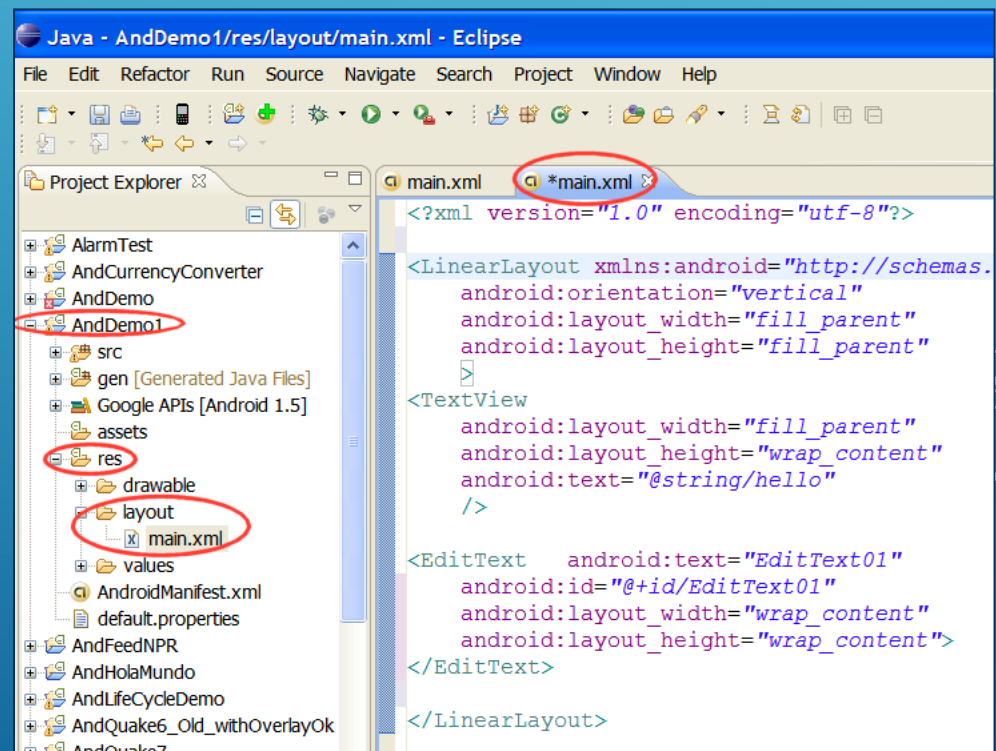 Java - AndDemo1/res/layout/main.xml - Eclipse
File Edit Refactor Run Source Navigate Search Project Window Help
Project Explorer
AlarmTest
AndCurrencyConverter
AndDemo
AndDemo1
src
gen [Generated Java Files]
Google APIs [Android 1.5]
assets
res
drawable
layout
main.xml
values
AndroidManifest.xml
default.properties
AndFeedNPR
AndHolaMundo
AndLifeCycleDemo
AndQuake6_Old_withOverlayOk
AndQuake7
main.xml *main.xml
<?xml version="1.0" encoding="utf-8"?>
<LinearLayout xmlns:android="http://schemas.
android:orientation="vertical"
android:layout_width="fill_parent"
android:layout_height="fill_parent"
>
<TextView
android:layout_width="fill_parent"
android:layout_height="wrap_content"
android:text="@string/hello"
/>
<EditText android:text="EditText01"
android:id="@+id/EditText01"
android:layout_width="wrap_content"
android:layout_height="wrap_content">
</EditText>
</LinearLayout>